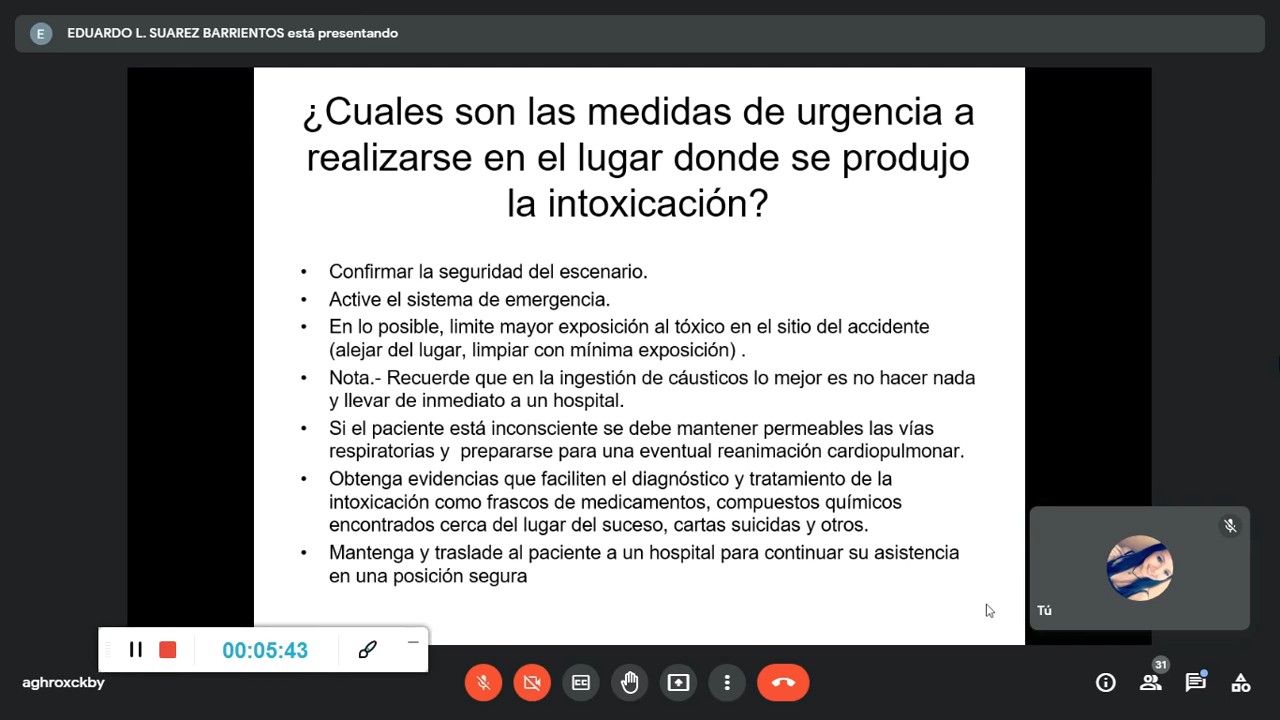 E EDUARDO L. SUAREZ BARRIENTOS está presentando
¿Cuales son las medidas de urgencia a
realizarse en el lugar donde se produjo
la intoxicación?
• Confirmar la seguridad del escenario.
• Active el sistema de emergencia.
• En lo posible, limite mayor exposición al tóxico en el sitio del accidente
(alejar del lugar, limpiar con mínima exposición) .
• Nota.- Recuerde que en la ingestión de cáusticos lo mejor es no hacer nada
y llevar de inmediato a un hospital.
• Si el paciente está inconsciente se debe mantener permeables las vías
respiratorias y prepararse para una eventual reanimación cardiopulmonar.
• Obtenga evidencias que faciliten el diagnóstico y tratamiento de la
intoxicación como frascos de medicamentos, compuestos químicos
encontrados cerca del lugar del suceso, cartas suicidas y otros.
• Mantenga y traslade al paciente a un hospital para continuar su asistencia
en una posición segura
Tú
00:05:43
aghroxckby
CC
31